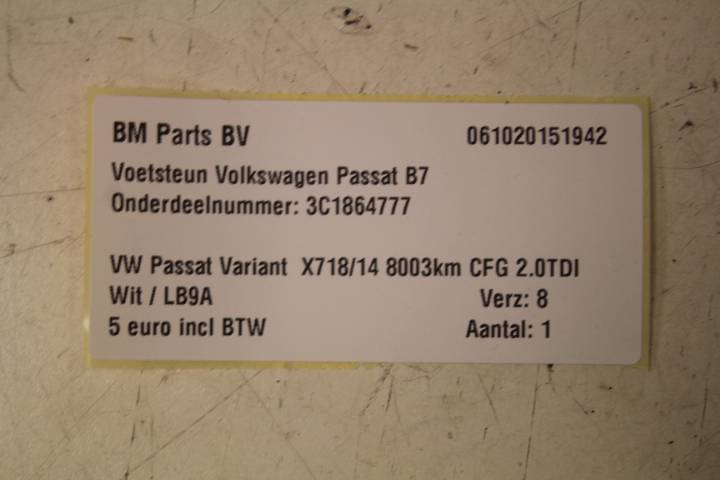 BM Parts BV 061020151942
Voetsteun Volkswagen Passat B7
Onderdeelnummer: 3C1864777
VW Passat Variant X718/14 8003km CFG 2.0TDI
Wit / LB9A Verz: 8
5 euro incl BTW Aantal: 1